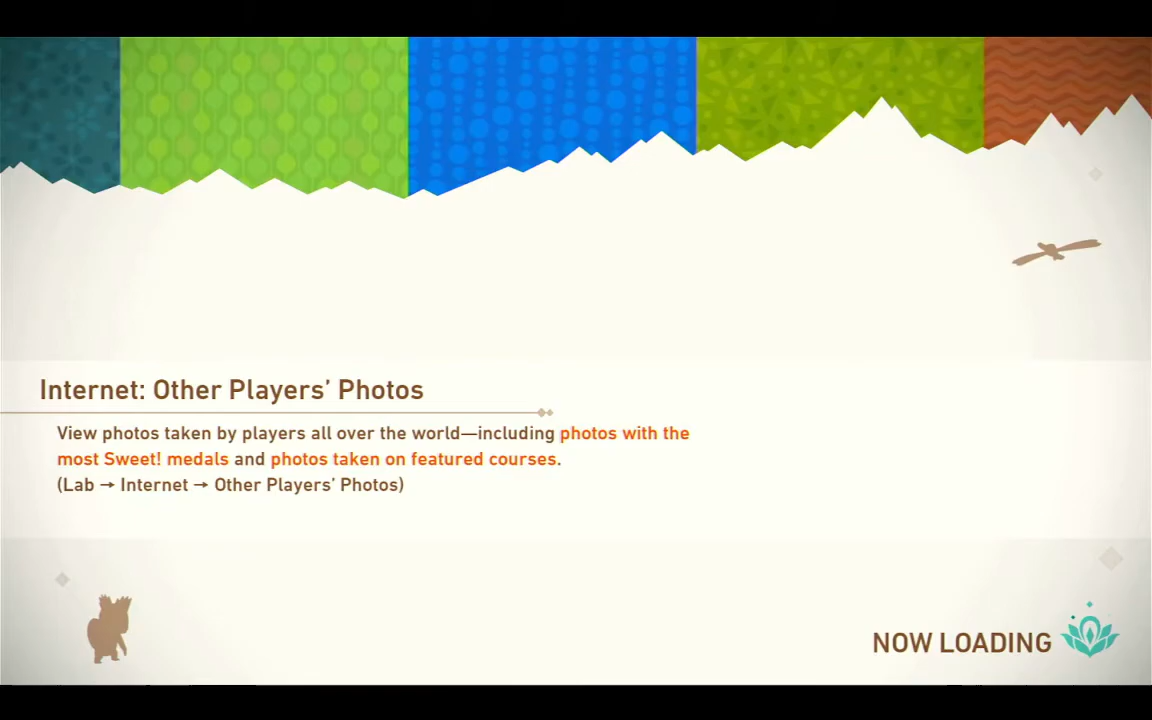 Internet: Other Players’ Photos
View photos taken by players all over the world—including photos with the
most Sweet! medals and photos taken on featured courses.
(Lab → Internet → Other Players’ Photos)
NOW LOADING